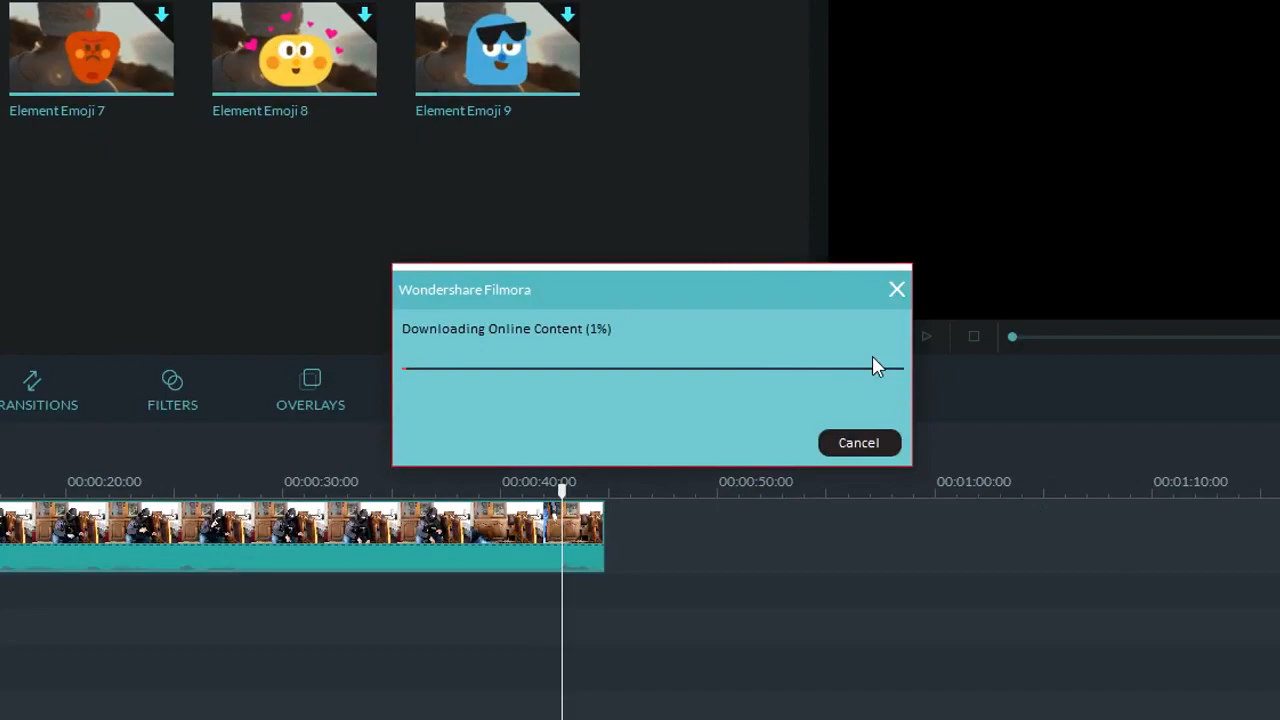 Element Emoji 7
Element Emoji 8
Element Emoji 9
Wondershare Filmora
Downloading Online Content (1%)
Cancel
RANSITIONS
FILTERS
OVERLAYS
00:00:20:00
00:00:30:00
00:00:40:00
00:00:50:00
00:01:00:00
00:01:10:00